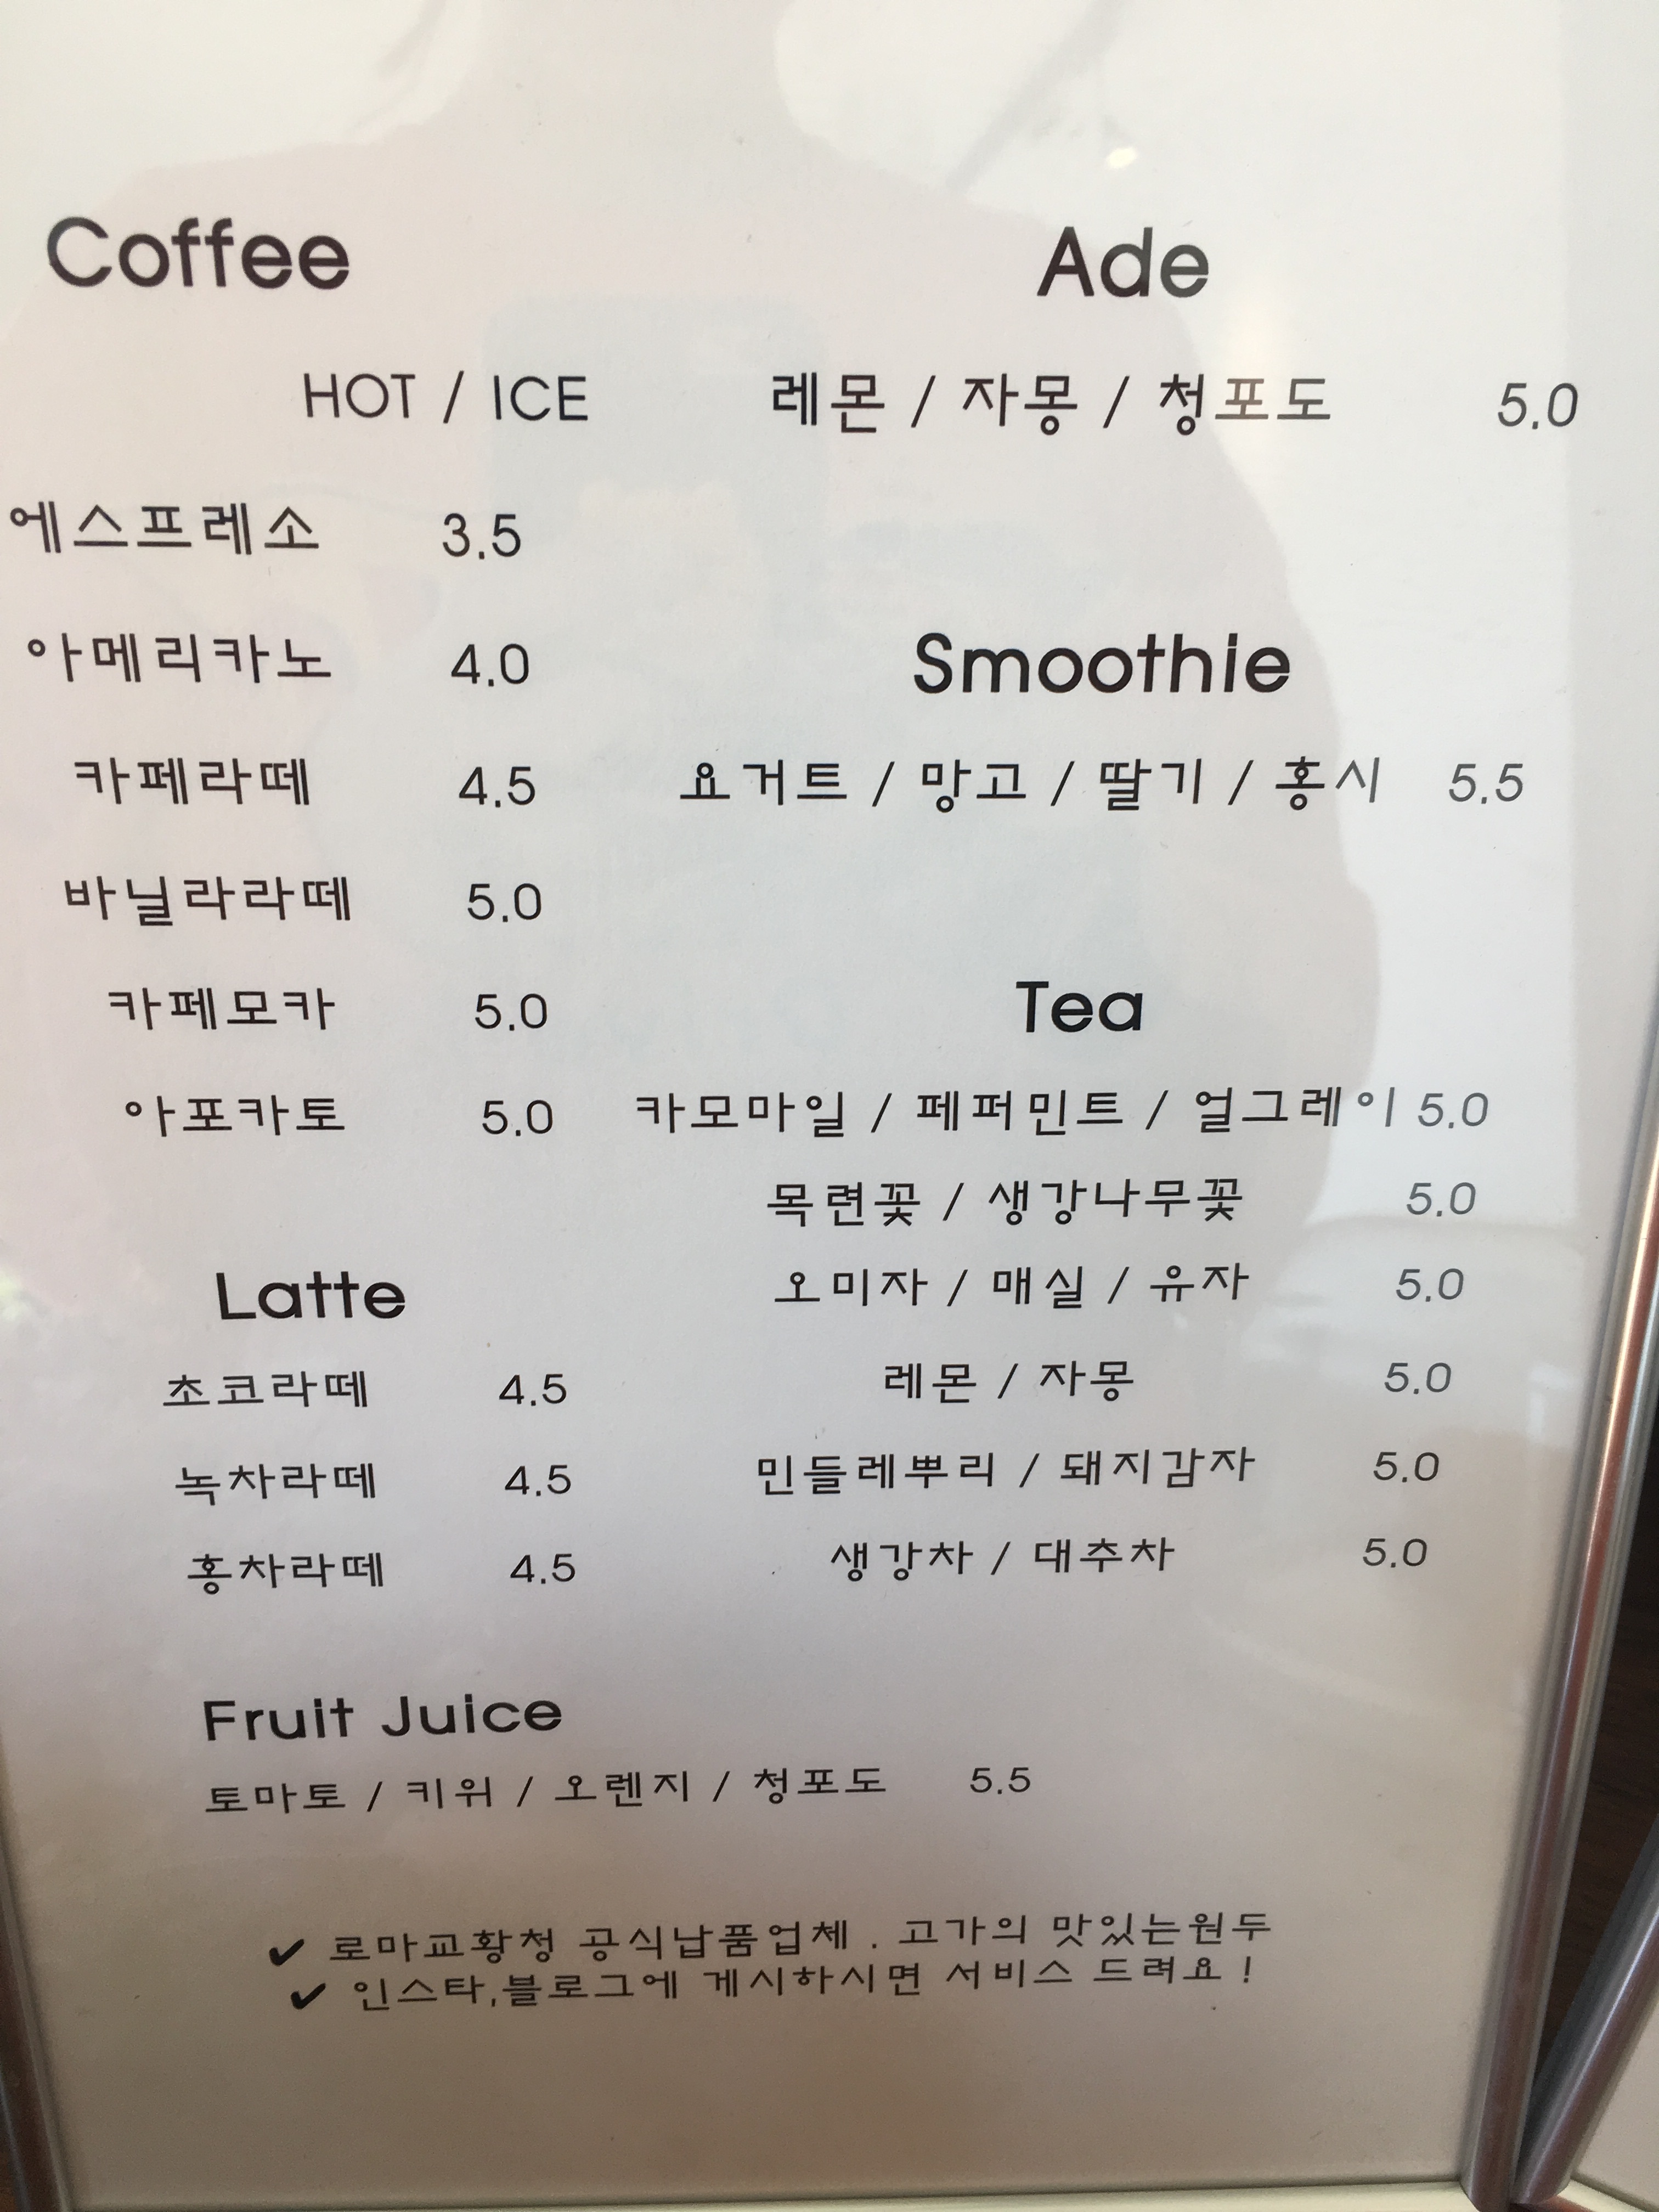 Coffee
HOT / ICE
에스프레소 3.5
아메리카노 4.0
카페라떼 4.5
바닐라라떼 5.0
카페모카 5.0
아포카토 5.0
Latte
초코라떼 4.5
녹차라떼 4.5
홍차라떼 4.5
Ade
레몬 / 자몽 / 청포도 5.0
Smoothie
요거트 / 망고 / 딸기 / 홍시 5.5
Tea
카모마일 / 페퍼민트 / 얼그레이 5.0
목련꽃 / 생강나무꽃 5.0
오미자 / 매실 / 유자 5.0
레몬 / 자몽 5.0
민들레뿌리 / 돼지감자 5.0
생강차 / 대추차 5.0
Fruit Juice
토마토 / 키위 / 오렌지 / 청포도 5.5
✔ 로마교황청 공식납품업체 . 고가의 맛있는원두
✔ 인스타,블로그에 게시하시면 서비스 드려요 !